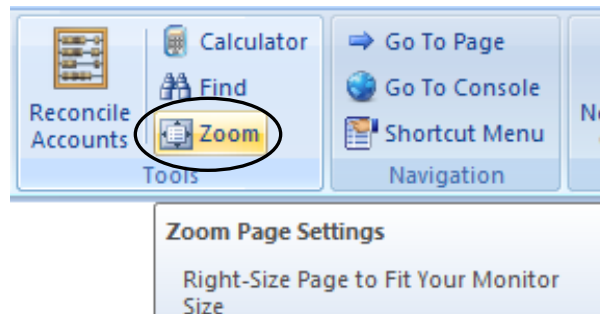 Calculator
Find
Zoom
Reconcile
Accounts
Tools
Go To Page
Go To Console
Shortcut Menu
Navigation
Zoom Page Settings
Right-Size Page to Fit Your Monitor
Size